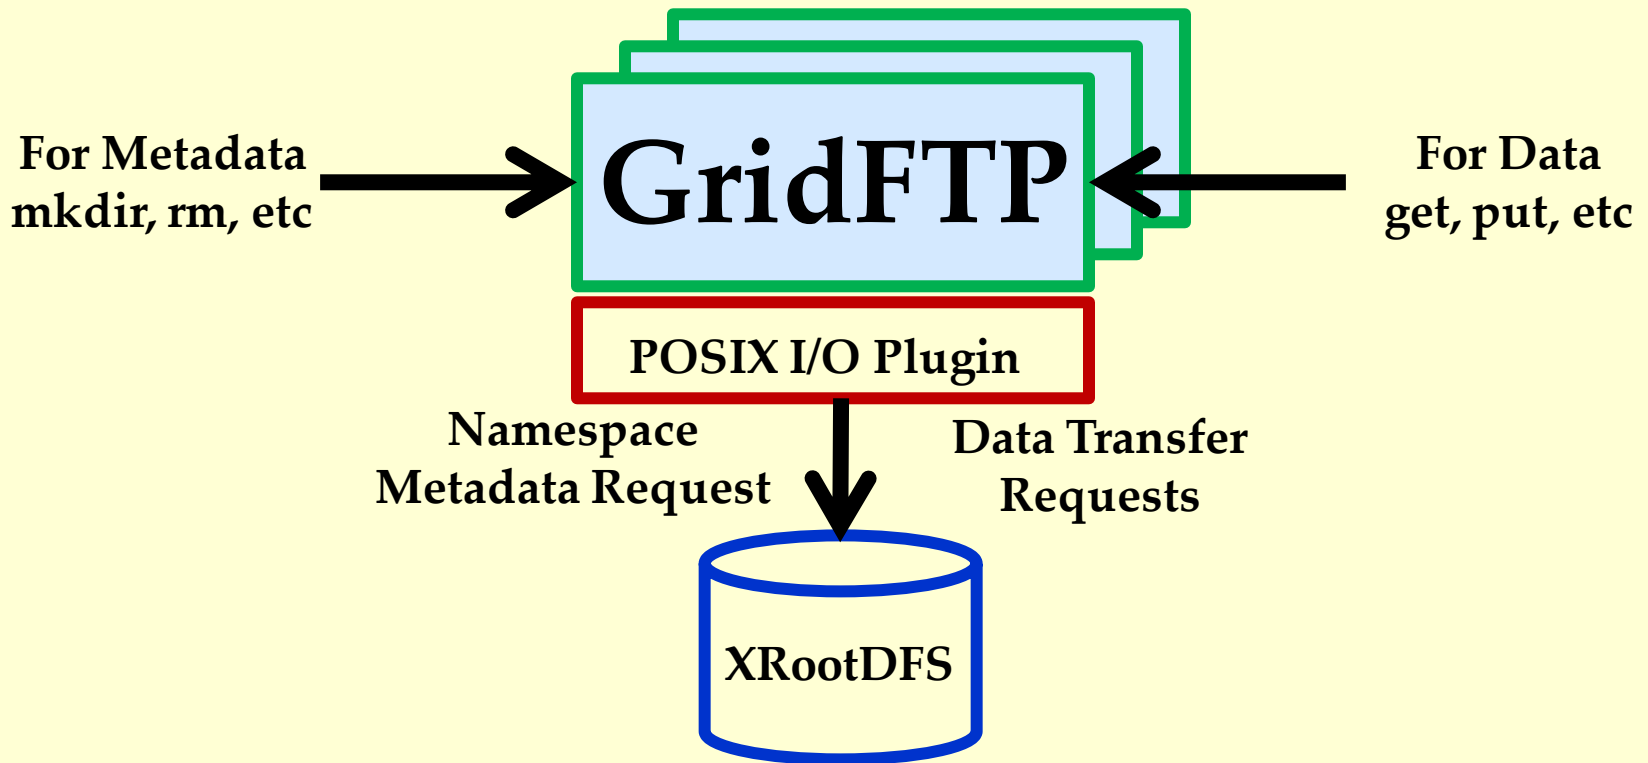 For Metadata
mkdir, rm, etc
GridFTP
For Data
get, put, etc
POSIX I/O Plugin
Namespace
Metadata Request
Data Transfer
Requests
XRootDFS